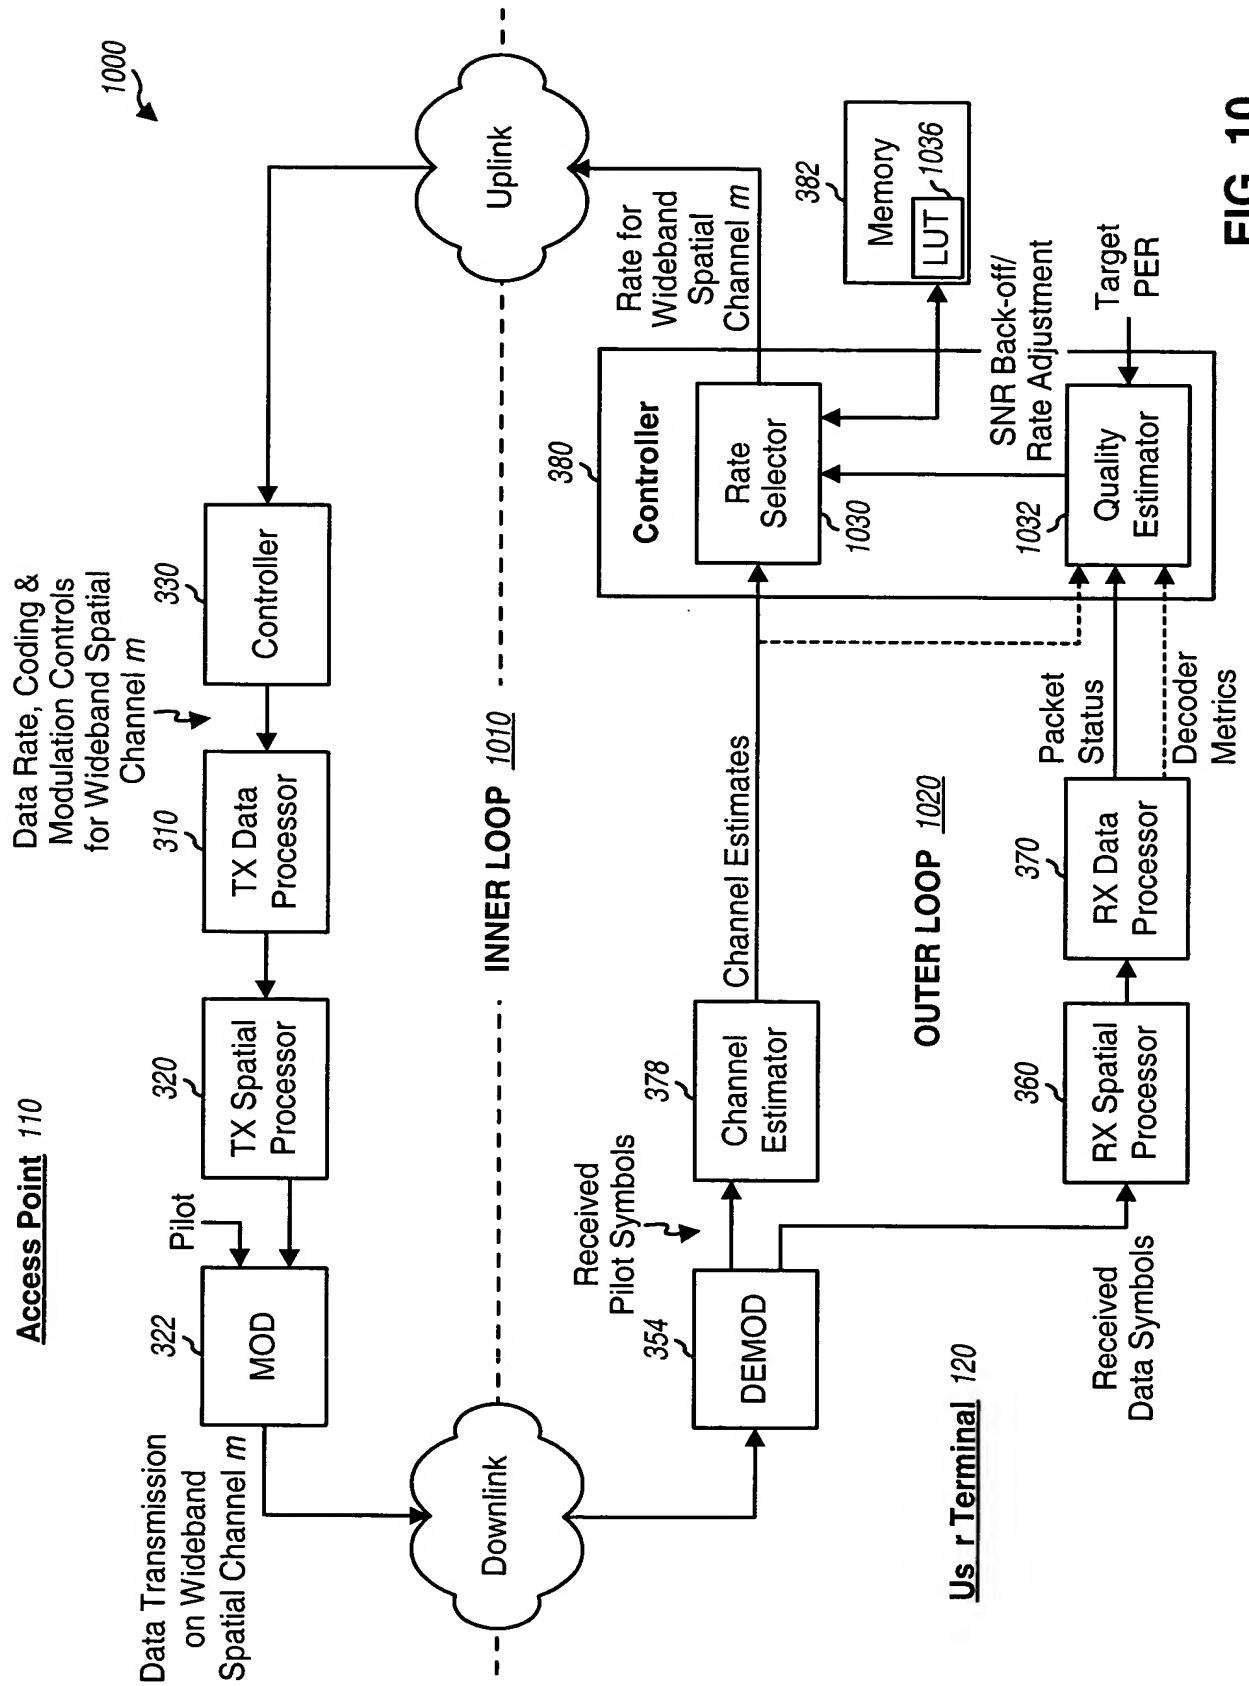 Access Point 110
Data Transmission
on Wideband
Spatial Channel m
322
MOD
Pilot
320
TX Spatial
Processor
310
TX Data
Processor
Data Rate, Coding &
Modulation Controls
for Wideband Spatial
Channel m
330
Controller
1000
Downlink
INNER LOOP 1010
Uplink
354
DEMOD
Received
Pilot Symbols
378
Channel
Estimator
Channel Estimates
380
Controller
Rate
Selector
1030
Rate for
Wideband
Spatial
Channel m
382
Memory
LUT
1036
OUTER LOOP 1020
SNR Back-off/
Rate Adjustment
Us r Terminal 120
Received
Data Symbols
360
RX Spatial
Processor
370
RX Data
Processor
Packet
Status
Decoder
Metrics
1032
Quality
Estimator
Target
PER
FIG. 10